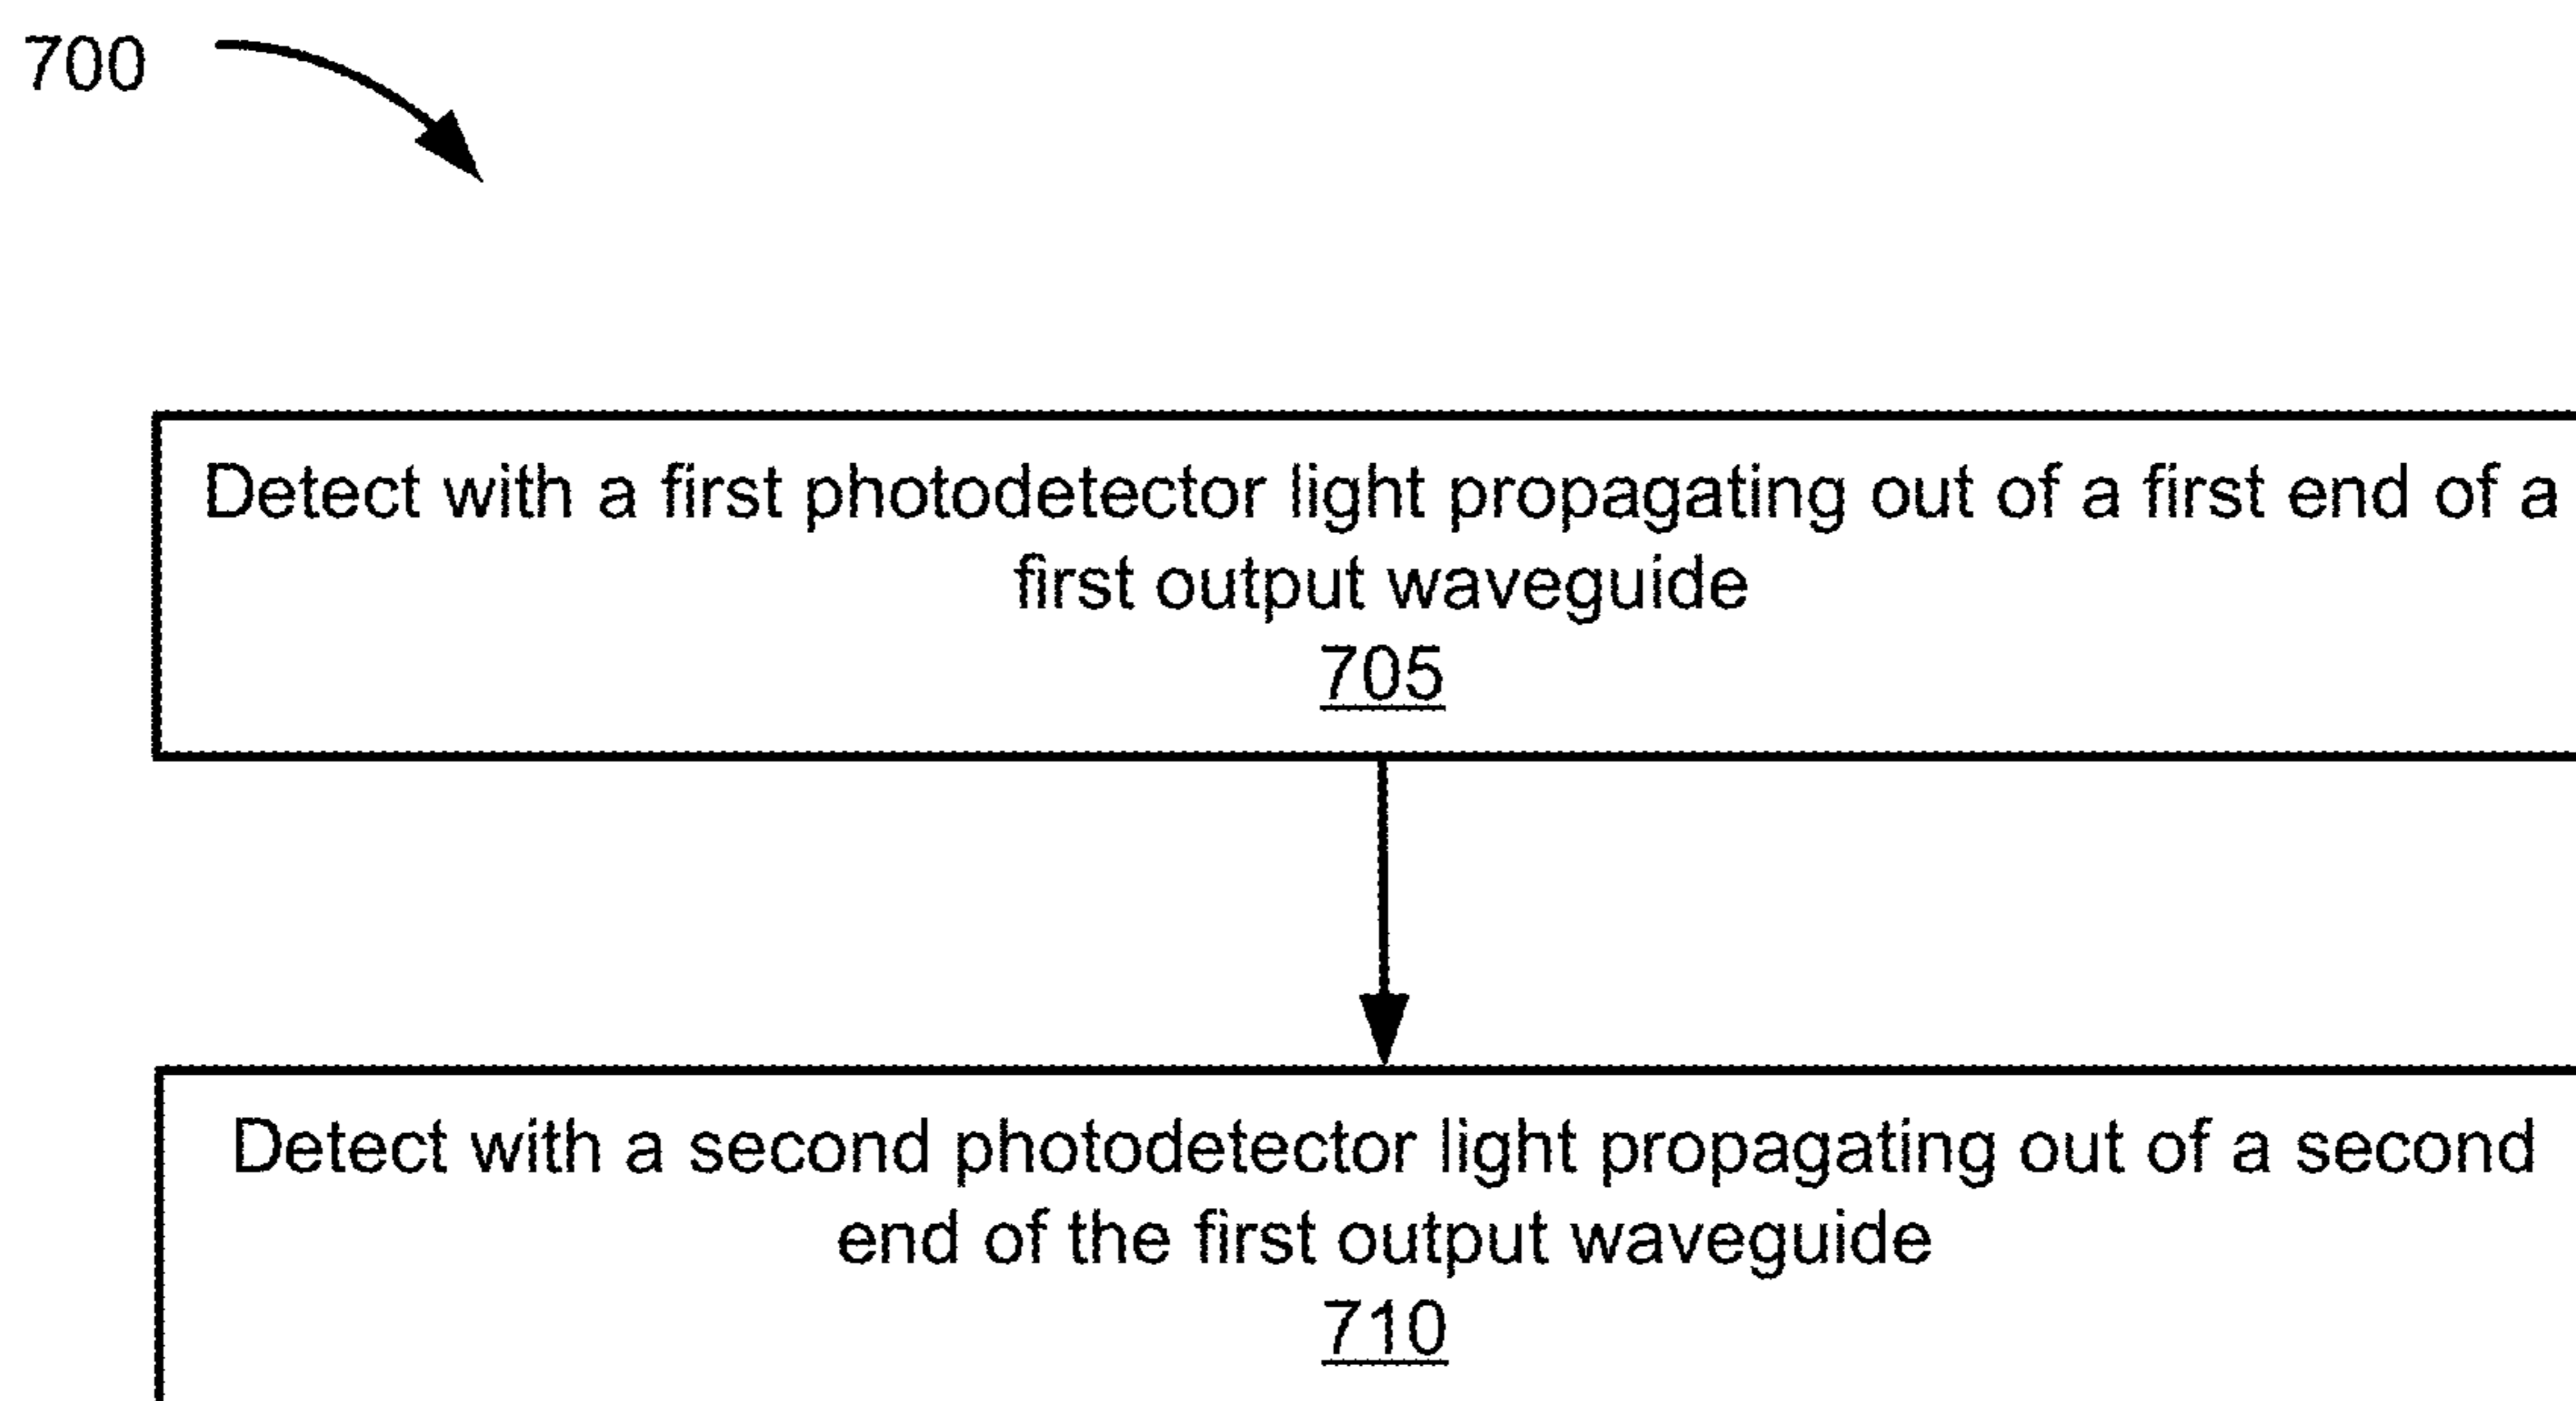 700
Detect with a first photodetector light propagating out of a first end of a
first output waveguide
705
Detect with a second photodetector light propagating out of a second
end of the first output waveguide
710